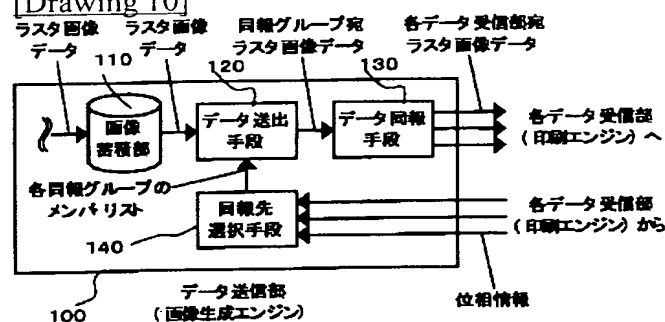 [Drawing 10]
ラスタ画像
データ
ラスタ画像
データ
同報グループ宛
ラスタ画像データ
各データ受信部宛
ラスタ画像データ
110
120
130
画像
蓄積部
データ送出
手段
データ同報
手段
各データ受信部
(印刷エンジン)へ
各同報グループの
メンバリスト
同報先
選択手段
各データ受信部
(印刷エンジン)から
140
データ送信部
(画像生成エンジン)
位相情報
100